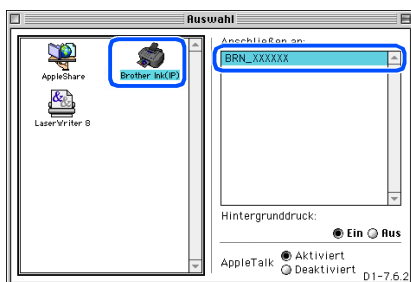 Auswahl
AppleShare
Brother Ink(IP)
LaserWriter 8
Anschließen an:
BRN_XXXXXX
Hintergrunddruck:
Ein Aus
AppleTalk
Aktiviert
Deaktiviert
D1-7.6.2